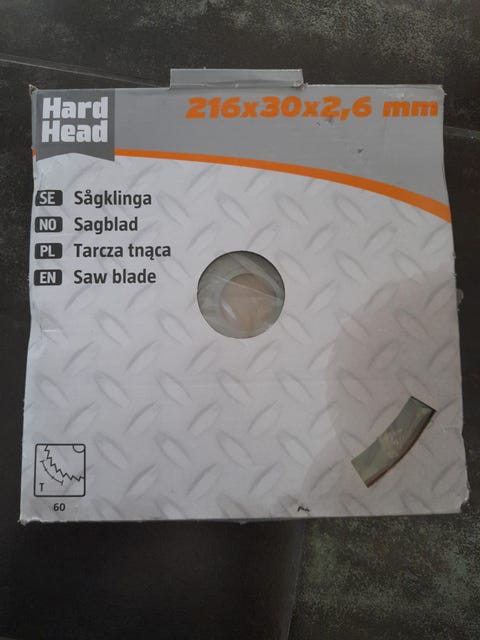 Hard
Head
216x30x2,6 mm
SE Sågklinga
NO Sagblad
PL Tarcza tnąca
EN Saw blade
T
60